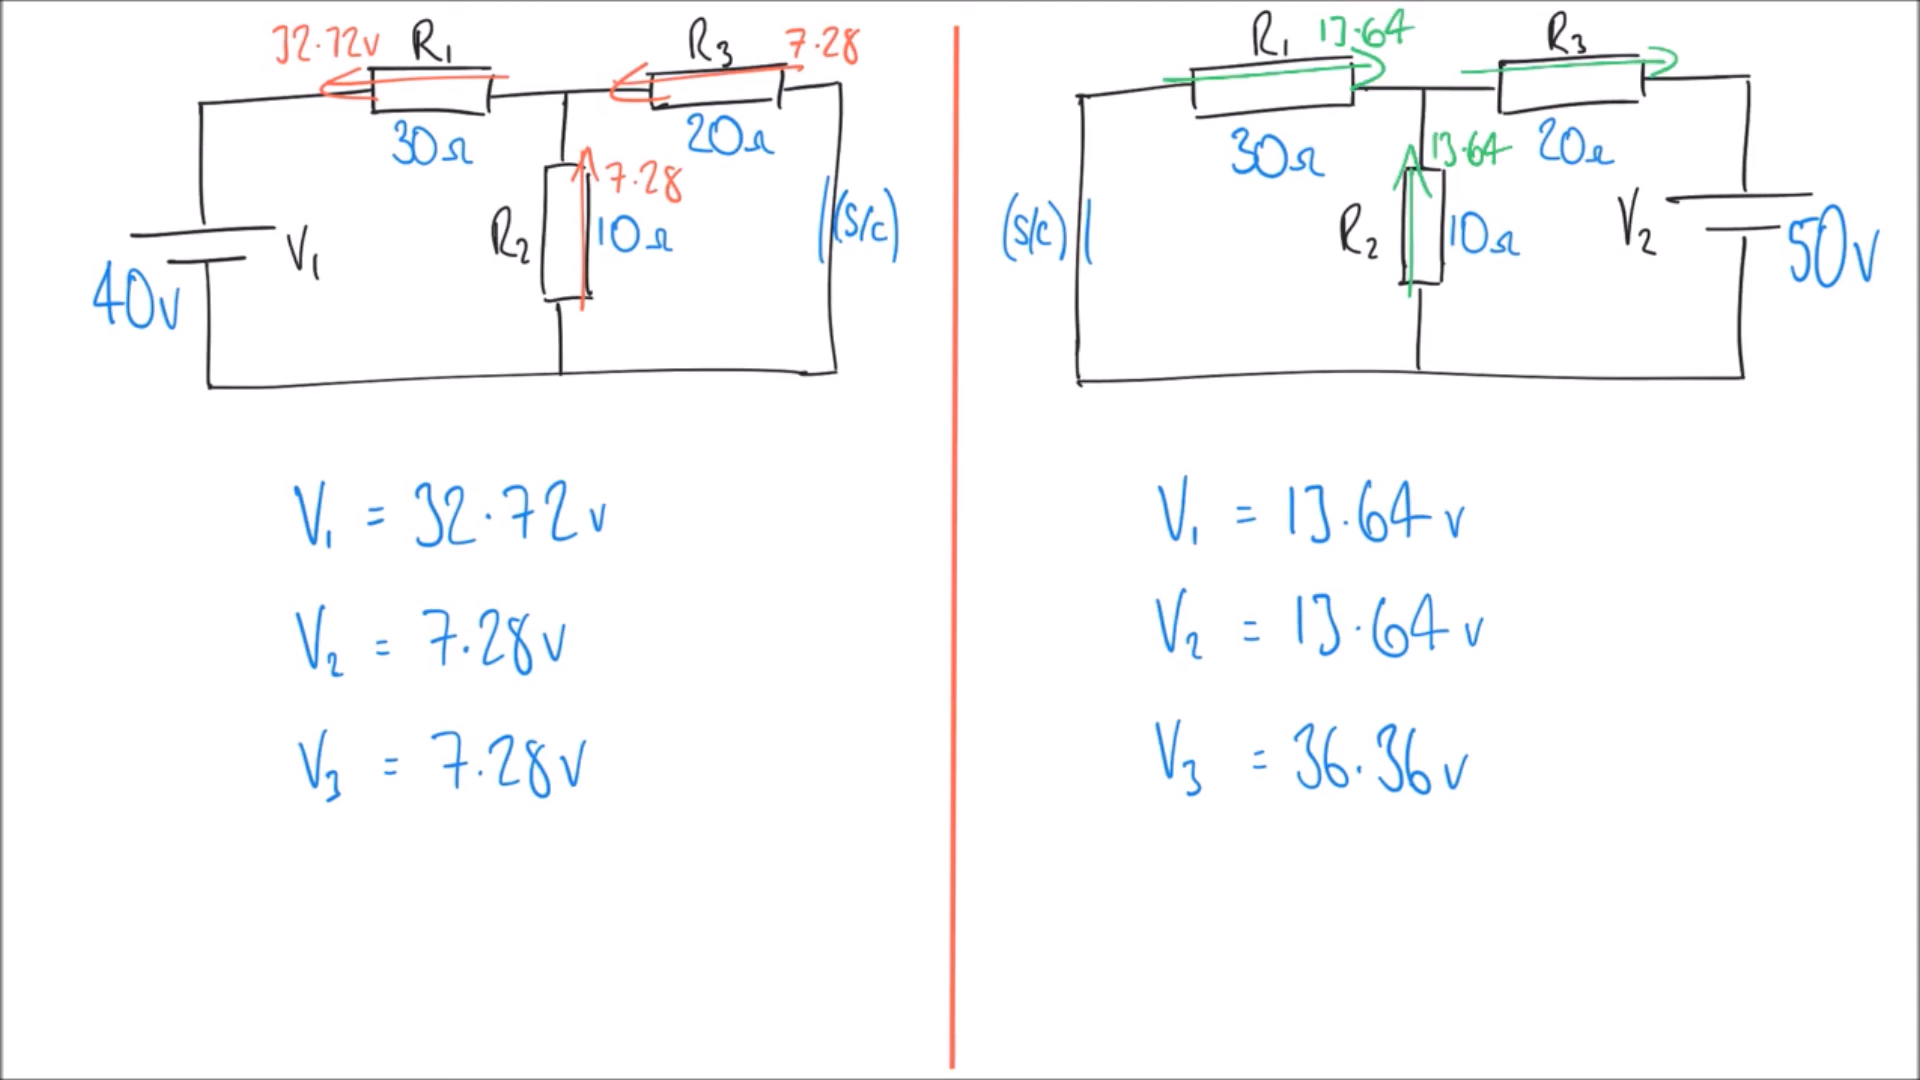 32.72v R1 R3 7.28
30Ω 20Ω
7.28
R2 10Ω (S/C)
V1
40v
V1 = 32.72v
V2 = 7.28v
V3 = 7.28v
R1 13.64 R3
30Ω 13.64 20Ω
(S/C) R2 10Ω V2
50v
V1 = 13.64v
V2 = 13.64v
V3 = 36.36v